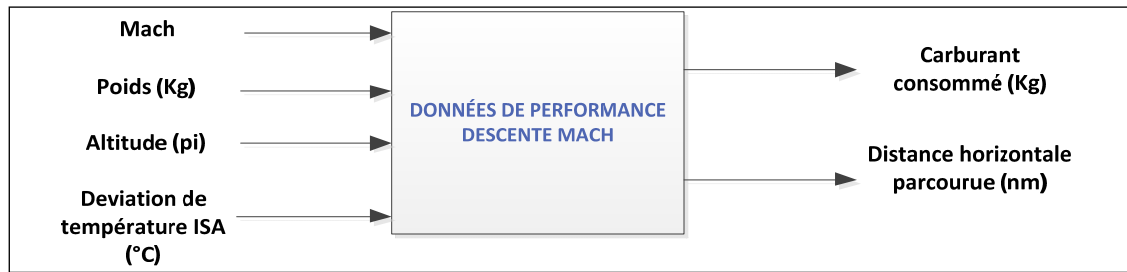 Mach
Poids (Kg)
Altitude (pi)
Deviation de
température ISA
(°C)
DONNÉES DE PERFORMANCE
DESCENTE MACH
Carburant
consommé (Kg)
Distance horizontale
parcourue (nm)